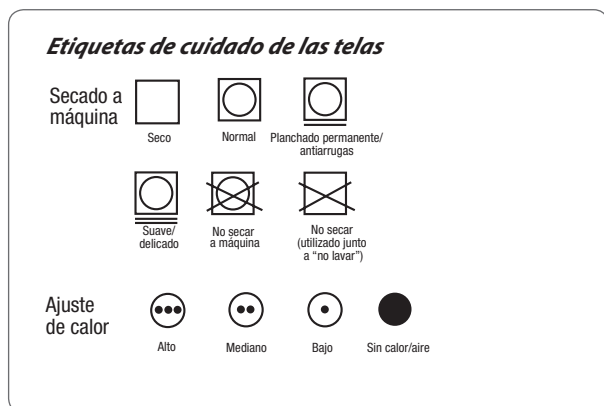 Etiquetas de cuidado de las telas
Secado a
máquina
Seco
Normal
Planchado permanente/
antiarrugas
Suave/
delicado
No secar
a máquina
No secar
(utilizado junto
a “no lavar”)
Ajuste
de calor
Alto
Mediano
Bajo
Sin calor/aire